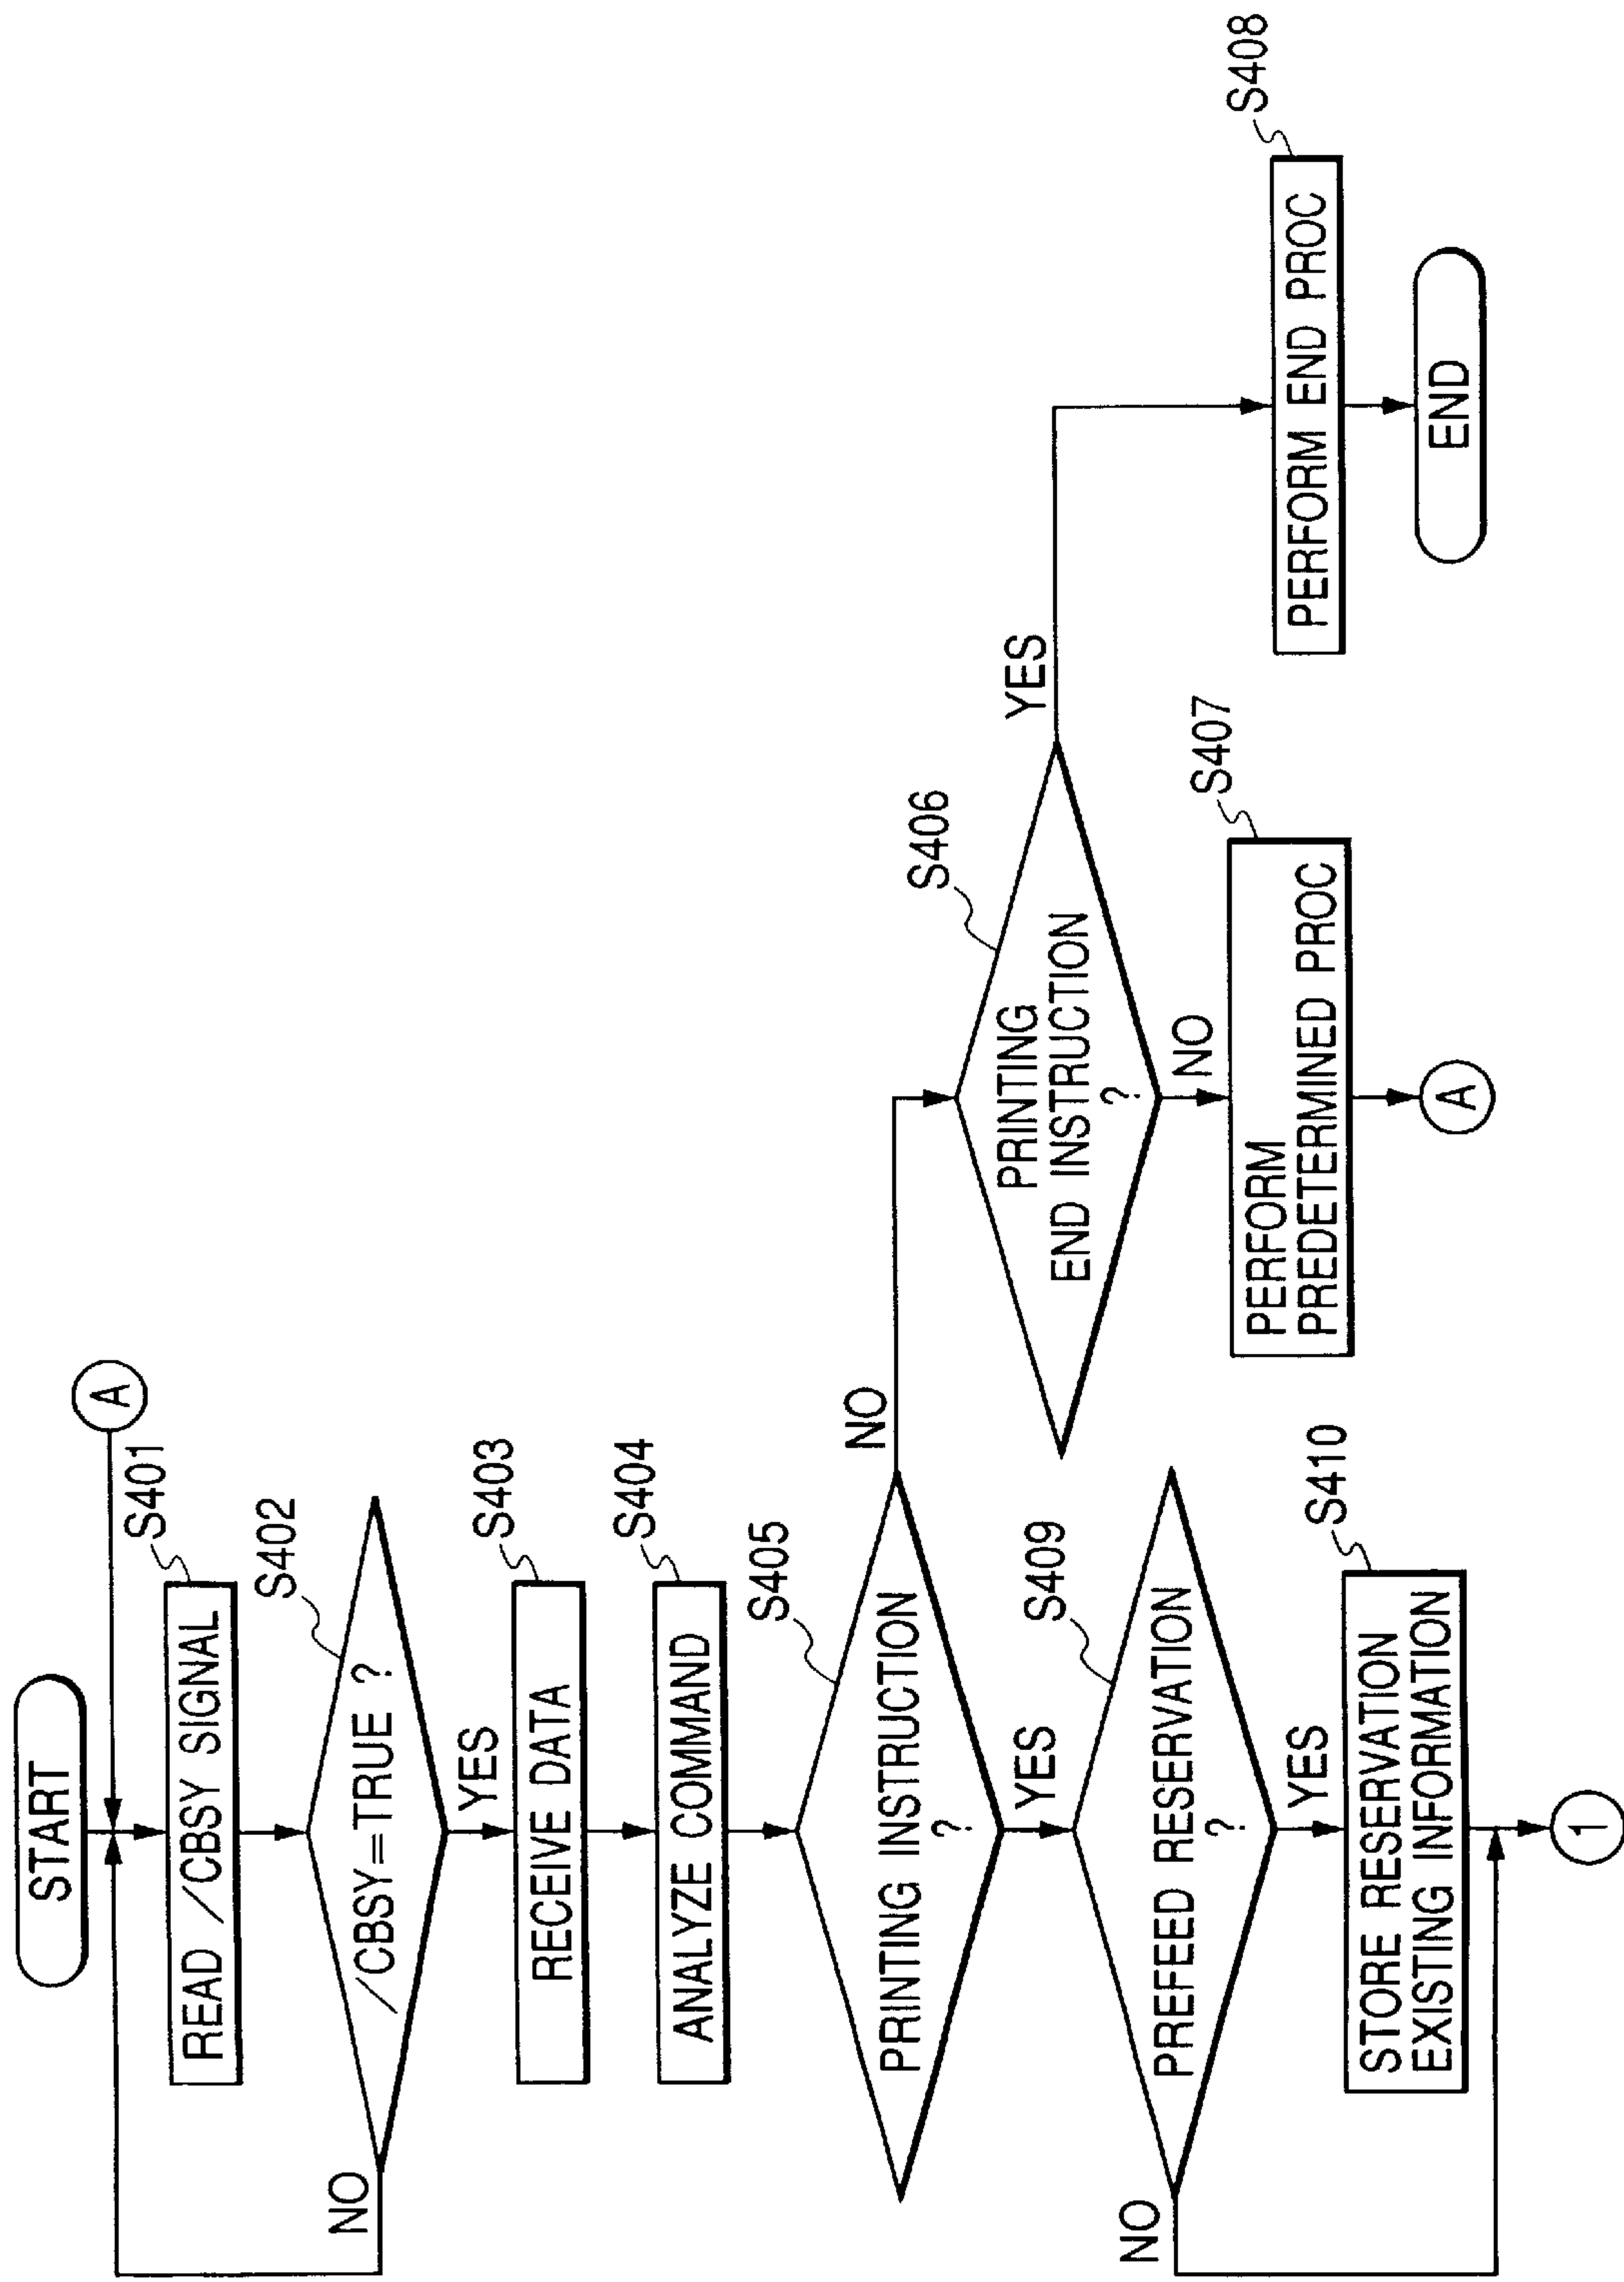 START
A
READ /CBSY SIGNAL
S401
/CBSY=TRUE ?
S402
NO
YES
RECEIVE DATA
S403
ANALYZE COMMAND
S404
PRINTING INSTRUCTION
?
S405
NO
YES
PRINTING
END INSTRUCTION
?
S406
YES
NO
PERFORM
PREDETERMINED PROC
S407
A
PERFORM END PROC
S408
END
PREFEED RESERVATION
?
S409
NO
YES
STORE RESERVATION
EXISTING INFORMATION
S410
1